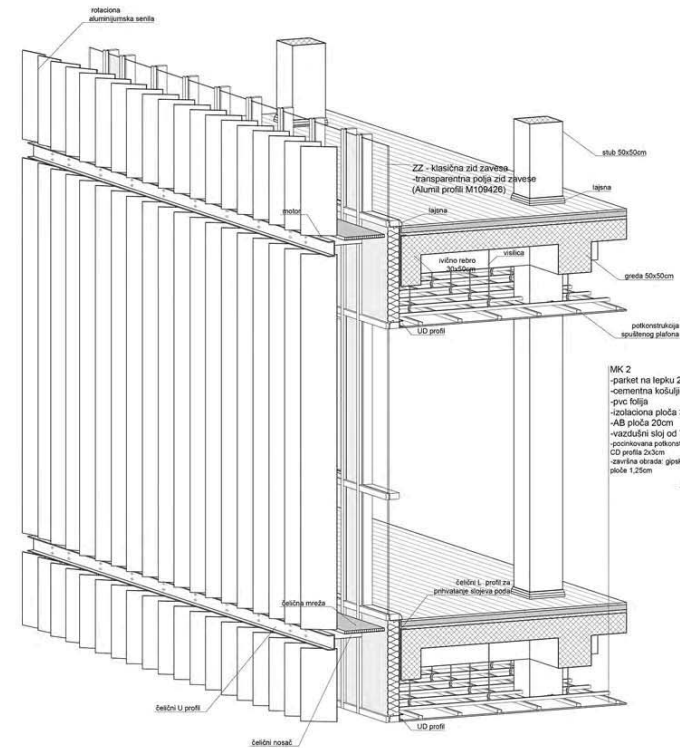 rotaciona
aluminijumska senila
stub 50x50cm
ZZ - klasična zid zavesa
-transparentna polja zid zavese
(Alumil profili M109426)
lajsna
lajsna
motor
ivično rebro
30x50cm
visilica
greda 50x50cm
UD profil
potkonstrukcija
spuštenog plafona
MK 2
-parket na lepku 2
-cementna košulji
-pvc folija
-izolaciona ploča
-AB ploča 20cm
-vazdušni sloj od
-pocinkovana potkonst
CD profila 2x3cm
-završna obrada: gips
ploče 1,25cm
čelični L profil za
prihvatanje slojeva poda
čelična mreža
čelični U profil
UD profil
čelični nosač